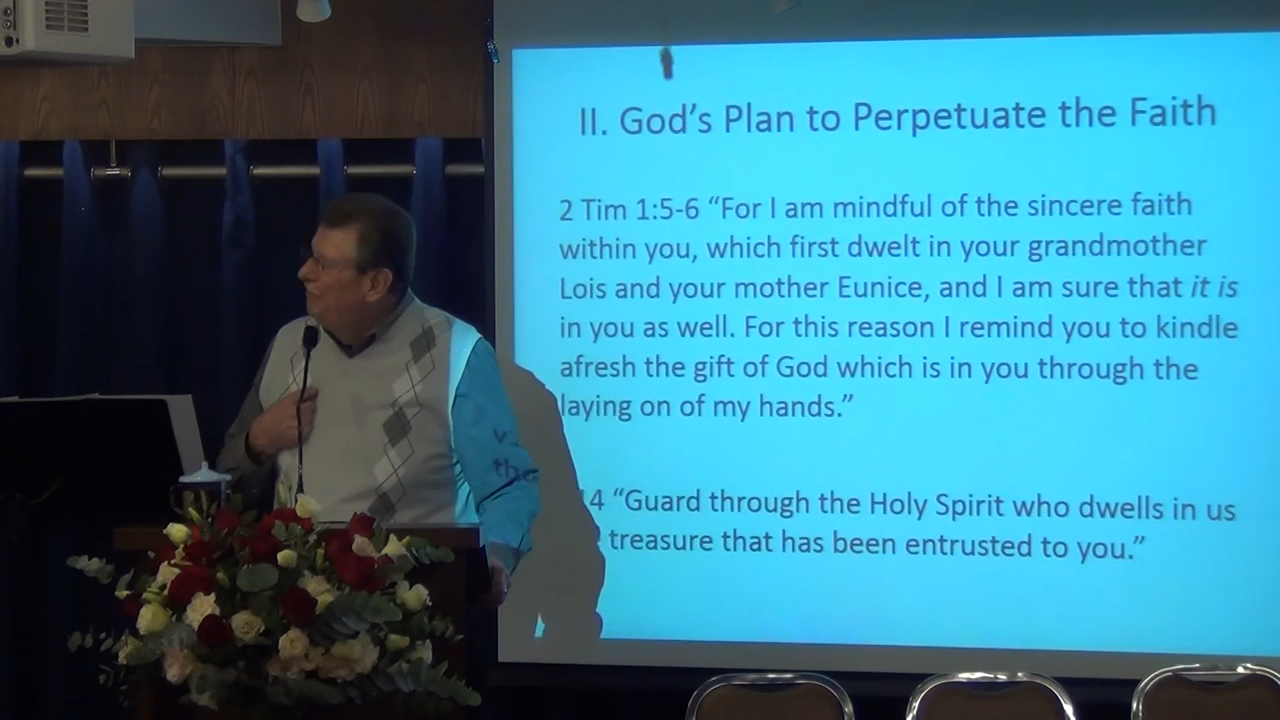 II. God's Plan to Perpetuate the Faith
2 Tim 1:5-6 “For I am mindful of the sincere faith
within you, which first dwelt in your grandmother
Lois and your mother Eunice, and I am sure that it is
in you as well. For this reason I remind you to kindle
afresh the gift of God which is in you through the
laying on of my hands.”
4 “Guard through the Holy Spirit who dwells in us
treasure that has been entrusted to you.”